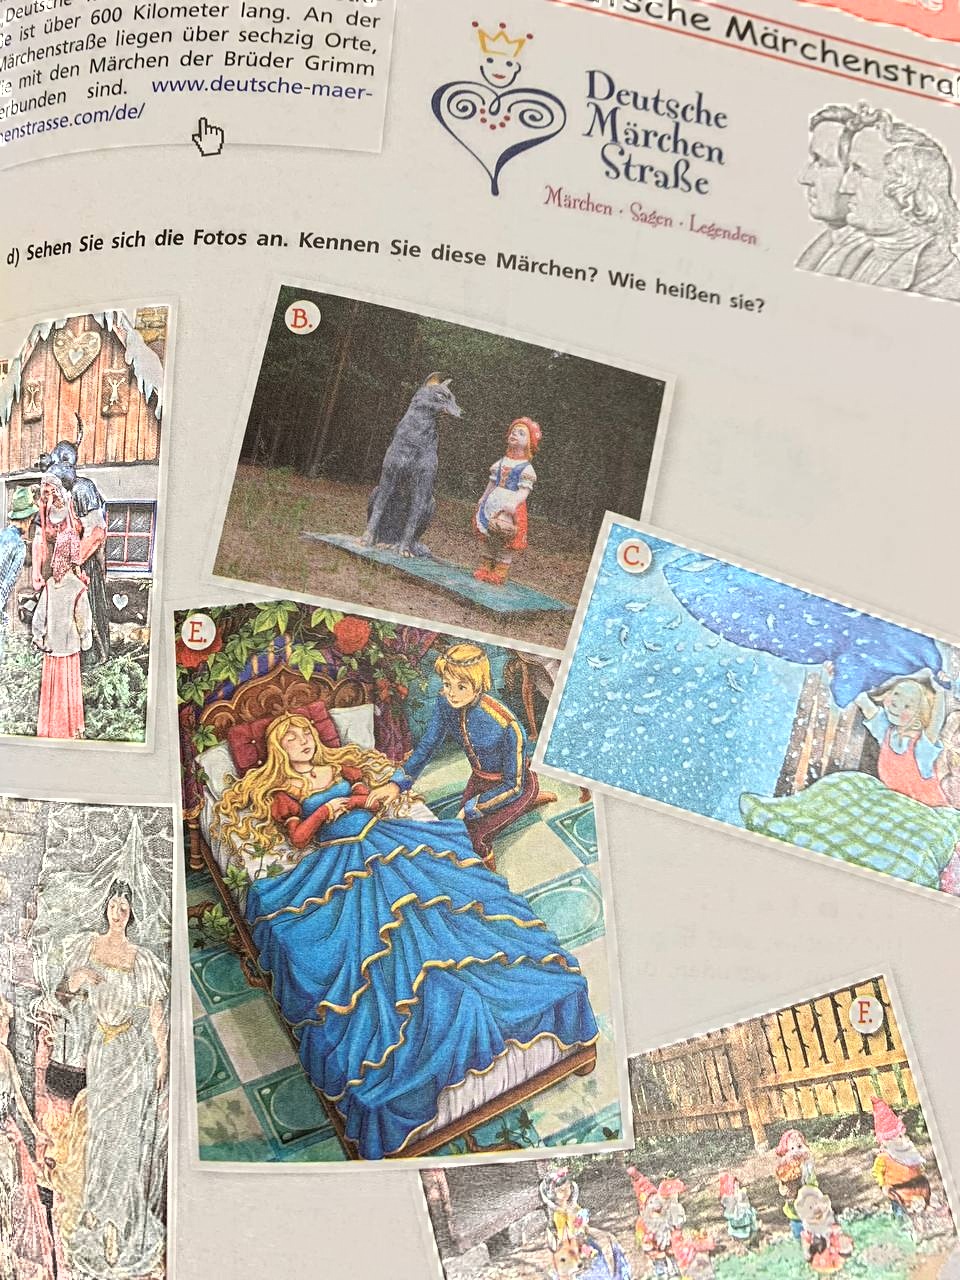 Deutsche
ist über 600 Kilometer lang. An der
Märchenstraße liegen über sechzig Orte,
mit den Märchen der Brüder Grimm
erbunden sind. www.deutsche-maer-
enstrasse.com/de/
sche Märchenstraß
Deutsche
Märchen
Straße
Märchen · Sagen · Legenden
d) Sehen Sie sich die Fotos an. Kennen Sie diese Märchen? Wie heißen sie?
B.
C.
E.
F.